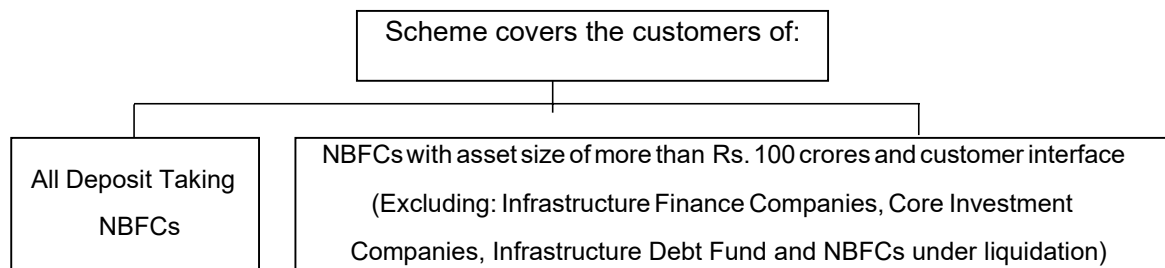 Scheme covers the customers of:
All Deposit Taking
NBFCs
NBFCs with asset size of more than Rs. 100 crores and customer interface
(Excluding: Infrastructure Finance Companies, Core Investment
Companies, Infrastructure Debt Fund and NBFCs under liquidation)